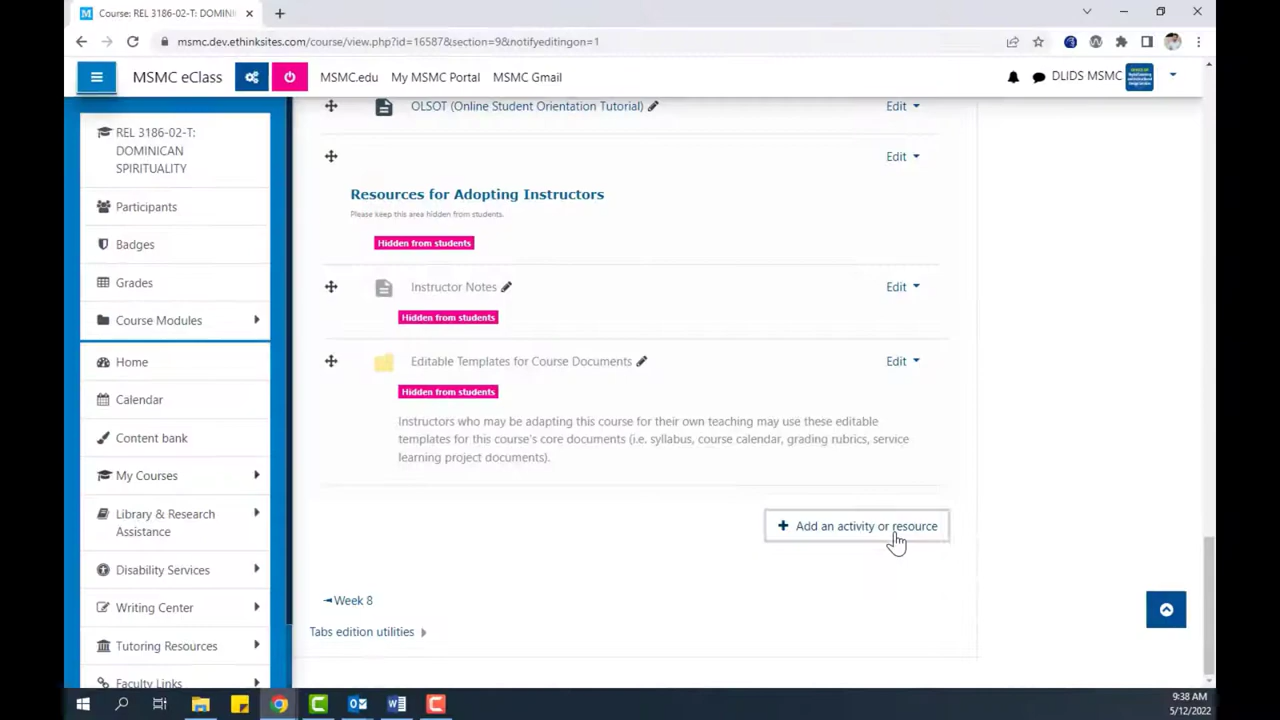 Course: REL 3186-02-T: DOMINI
msmc.dev.ethinksites.com/course/view.php?id=16587&section=9&notifyeditingon=1
MSMC eClass
MSMC.edu
My MSMC Portal
MSMC Gmail
DLIDS MSMC
REL 3186-02-T:
DOMINICAN
SPIRITUALITY
Participants
Badges
Grades
Course Modules
Home
Calendar
Content bank
My Courses
Library & Research
Assistance
Disability Services
Writing Center
Tutoring Resources
Faculty Links
OLSOT (Online Student Orientation Tutorial)
Edit
Edit
Resources for Adopting Instructors
Please keep this area hidden from students.
Hidden from students
Instructor Notes
Edit
Hidden from students
Editable Templates for Course Documents
Edit
Hidden from students
Instructors who may be adapting this course for their own teaching may use these editable
templates for this course's core documents (i.e. syllabus, course calendar, grading rubrics, service
learning project documents).
+ Add an activity or resource
◄Week 8
Tabs edition utilities
9:38 AM
5/12/2022